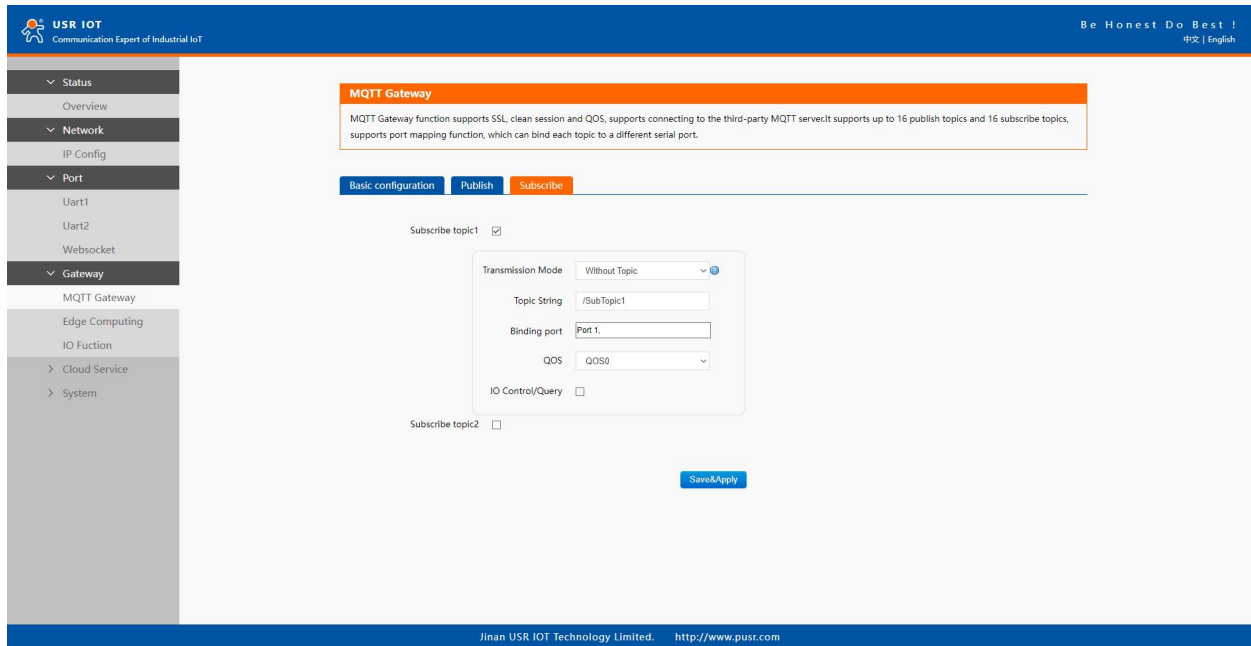 USR IOT
Communication Expert of Industrial IoT
Be Honest Do Best !
中文 | English
Status
Overview
Network
IP Config
Port
Uart1
Uart2
Websocket
Gateway
MQTT Gateway
Edge Computing
IO Fuction
Cloud Service
System
MQTT Gateway
MQTT Gateway function supports SSL, clean session and QOS, supports connecting to the third-party MQTT server.It supports up to 16 publish topics and 16 subscribe topics,
supports port mapping function, which can bind each topic to a different serial port.
Basic configuration Publish Subscribe
Subscribe topic1
Transmission Mode Without Topic
Topic String /SubTopic1
Binding port Port 1,
QOS QOS0
IO Control/Query
Subscribe topic2
Save&Apply
Jinan USR IOT Technology Limited. http://www.pusr.com